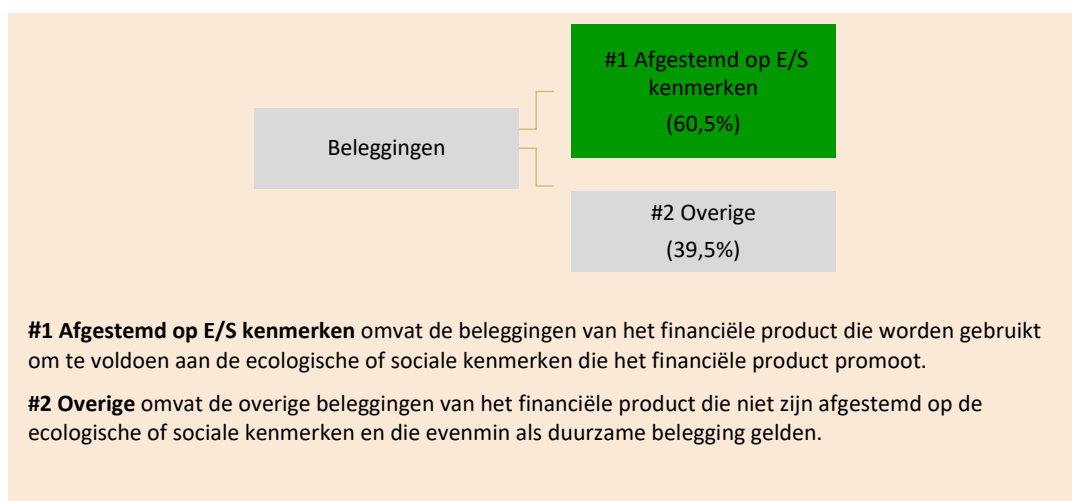 #1 Afgestemd op E/S
kenmerken
(60,5%)
Beleggingen
#2 Overige
(39,5%)
#1 Afgestemd op E/S kenmerken omvat de beleggingen van het financiële product die worden gebruikt
om te voldoen aan de ecologische of sociale kenmerken die het financiële product promoot.
#2 Overige omvat de overige beleggingen van het financiële product die niet zijn afgestemd op de
ecologische of sociale kenmerken en die evenmin als duurzame belegging gelden.